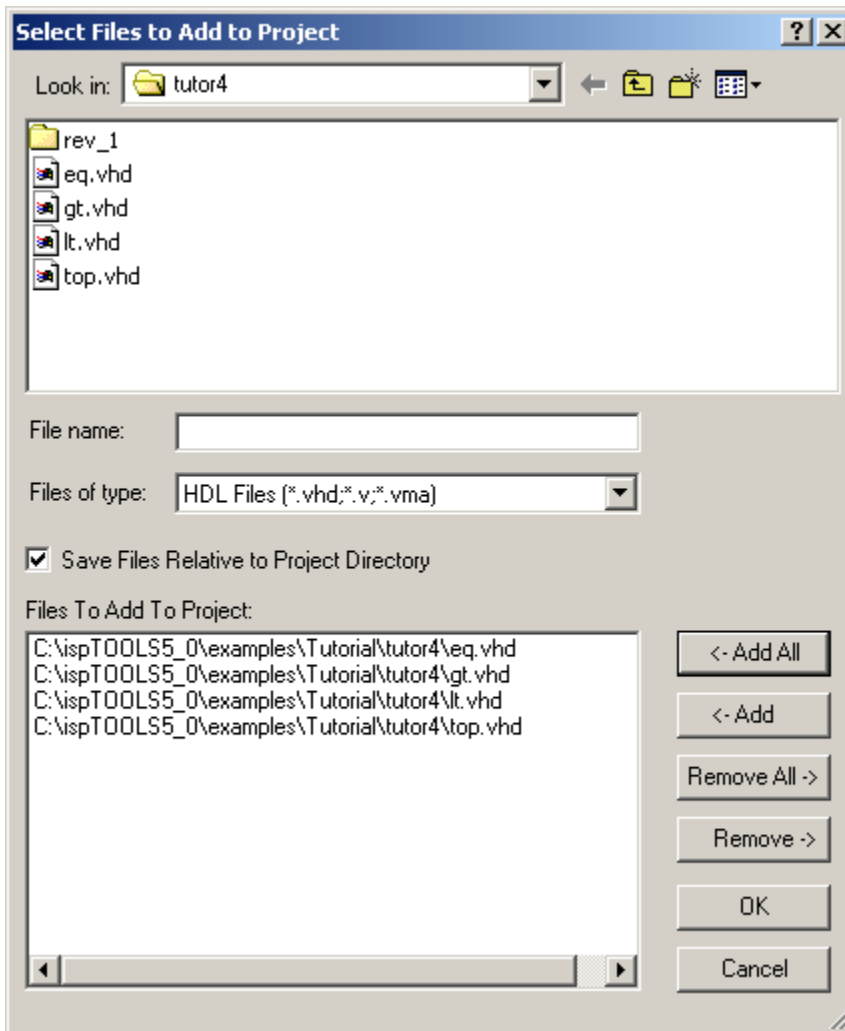 Select Files to Add to Project
Look in: tutor4
rev_1
eq.vhd
gt.vhd
lt.vhd
top.vhd
File name:
Files of type: HDL Files (*.vhd;*.v;*.vma)
Save Files Relative to Project Directory
Files To Add To Project:
C:\ispTOOLS5_0\examples\Tutorial\tutor4\eq.vhd
C:\ispTOOLS5_0\examples\Tutorial\tutor4\gt.vhd
C:\ispTOOLS5_0\examples\Tutorial\tutor4\lt.vhd
C:\ispTOOLS5_0\examples\Tutorial\tutor4\top.vhd
<- Add All
<- Add
Remove All ->
Remove ->
OK
Cancel